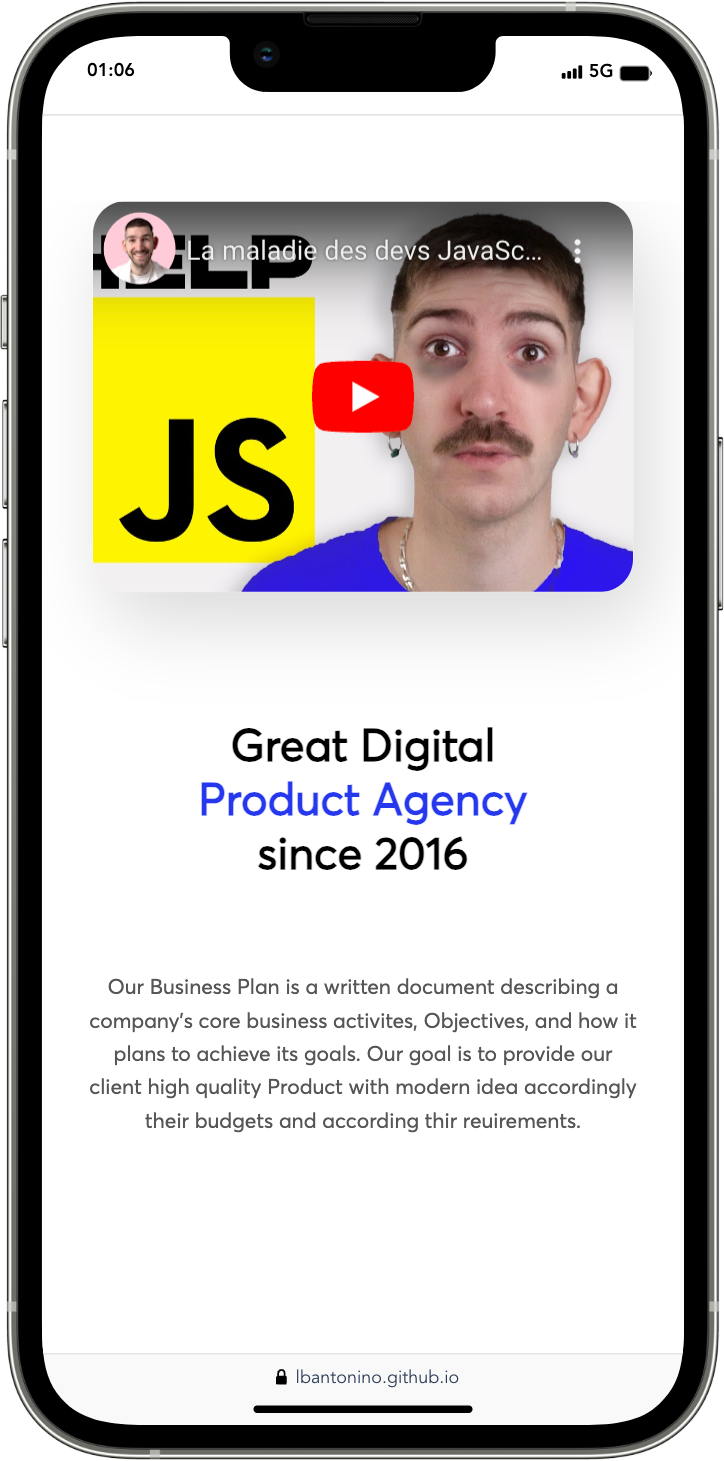 01:06
5G
HELP
La maladie des devs JavaSc...
JS
Great Digital
Product Agency
since 2016
Our Business Plan is a written document describing a
company's core business activites, Objectives, and how it
plans to achieve its goals. Our goal is to provide our
client high quality Product with modern idea accordingly
their budgets and according thir reuirements.
lbantonino.github.io